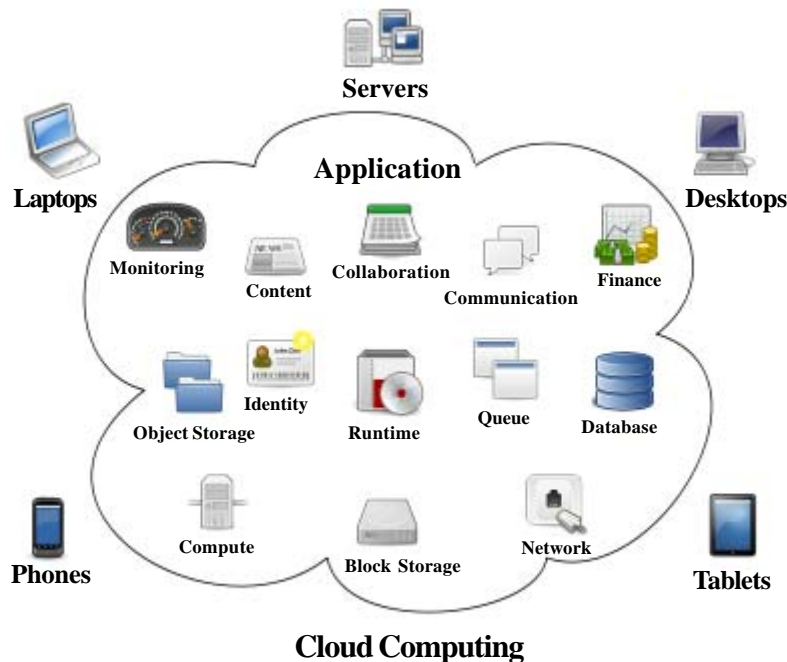 Servers
Laptops
Desktops
Application
Monitoring
Content
Collaboration
Communication
Finance
Object Storage
Identity
Runtime
Queue
Database
Compute
Block Storage
Network
Phones
Tablets
Cloud Computing